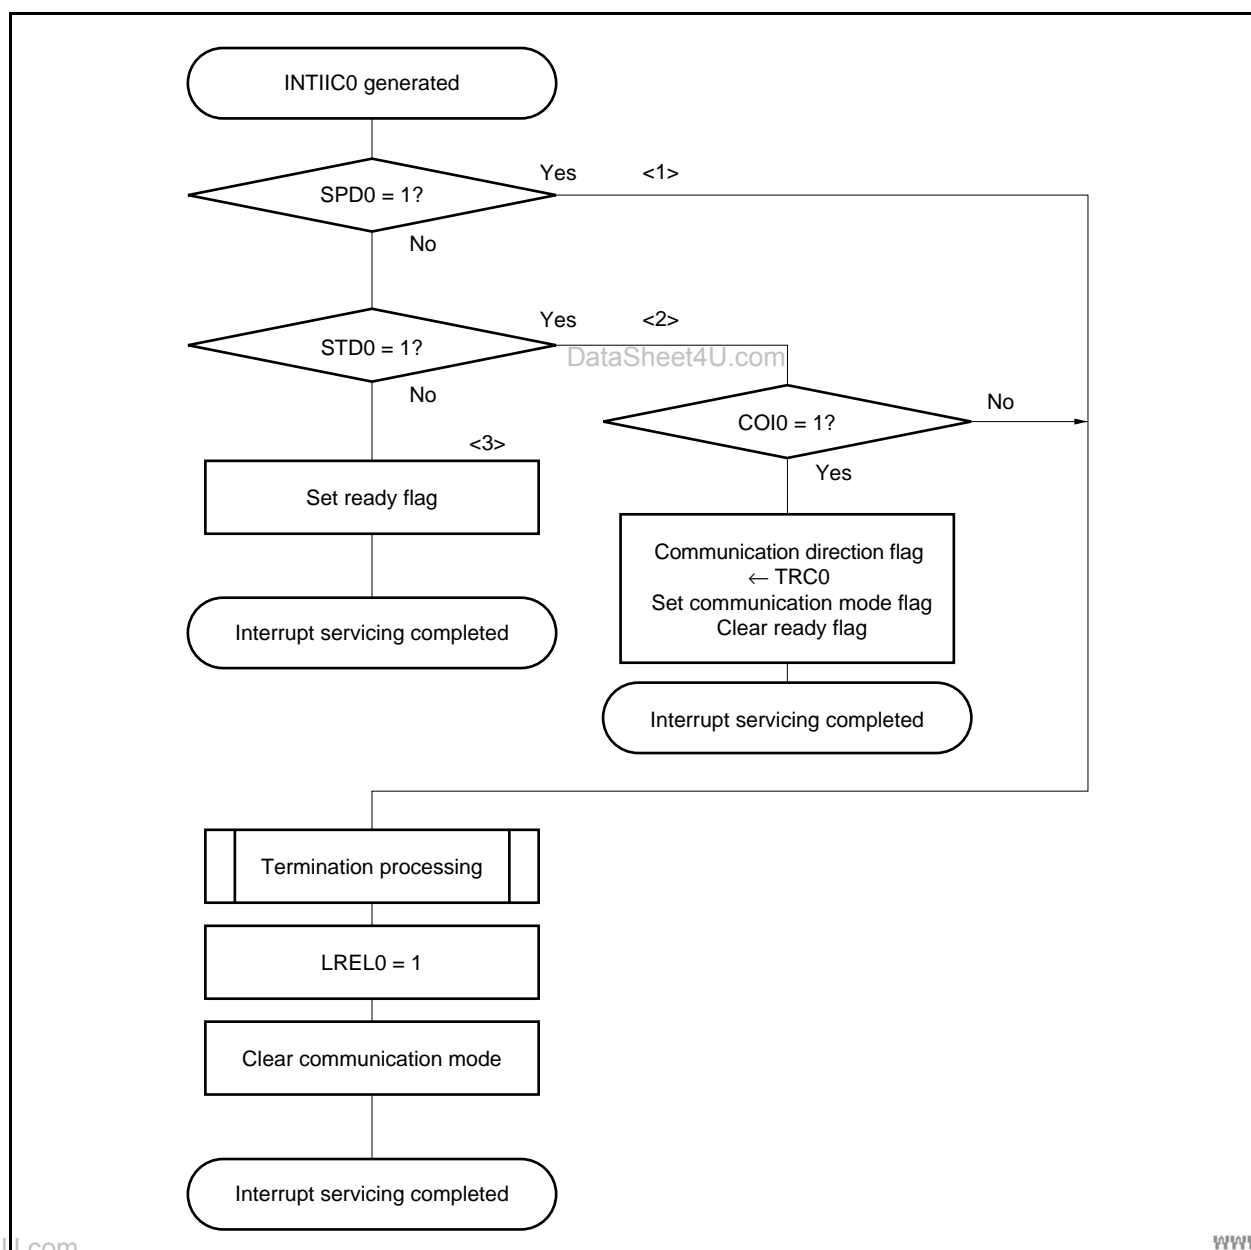 INTIIC0 generated
Yes <1>
SPD0 = 1?
No
Yes <2>
STD0 = 1?
DataSheet4U.com
No
No
COI0 = 1?
Yes
<3>
Set ready flag
Communication direction flag
← TRC0
Set communication mode flag
Clear ready flag
Interrupt servicing completed
Interrupt servicing completed
Termination processing
LREL0 = 1
Clear communication mode
Interrupt servicing completed
U.com
www